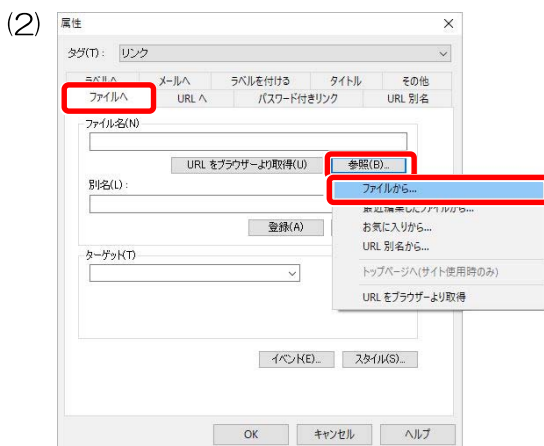 (2)
属性
タグ(T): リンク
ラベルへ メールへ ラベルを付ける タイトル その他
ファイルへ URL へ パスワード付きリンク URL 別名
ファイル名(N)
URL をブラウザーより取得(U) 参照(B)...
別名(L):
ファイルから...
最近編集したファイルから...
登録(A)
お気に入りから...
URL 別名から...
ターゲット(T)
トップページへ(サイト使用時のみ)
URL をブラウザーより取得
イベント(E)... スタイル(S)...
OK キャンセル ヘルプ